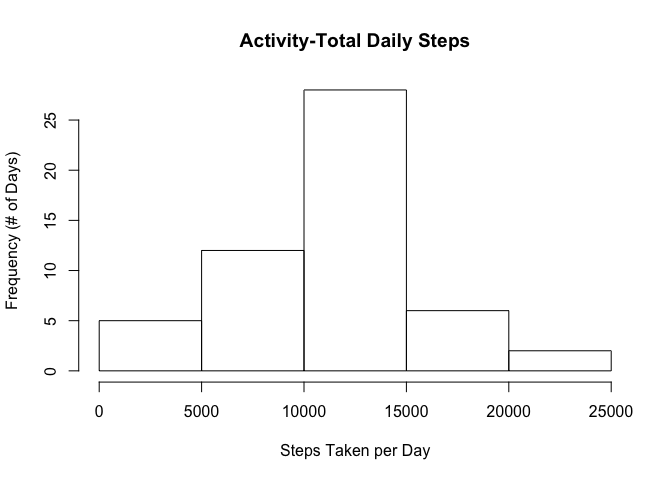 Activity-Total Daily Steps
Frequency (# of Days)
25
20
15
10
5
0
0 5000 10000 15000 20000 25000
Steps Taken per Day